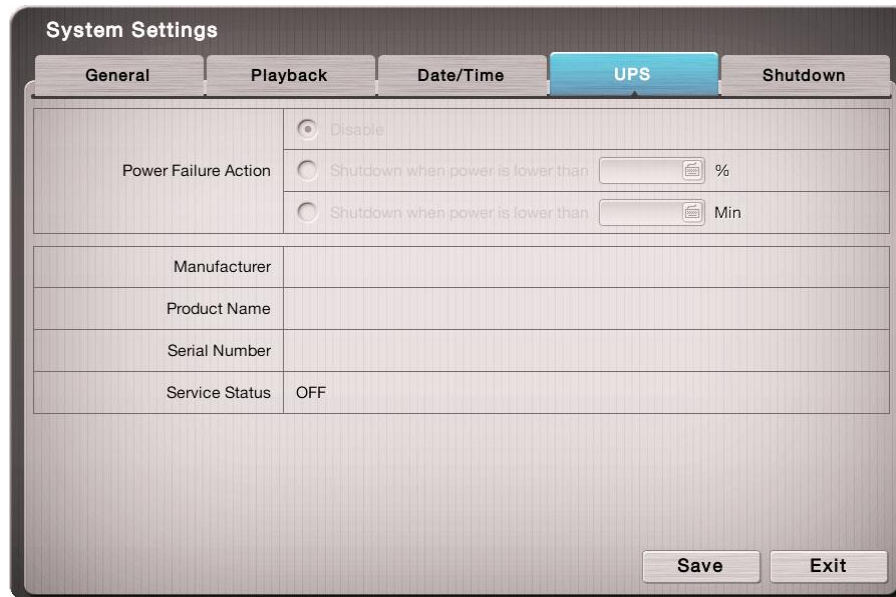 System Settings
General Playback Date/Time UPS Shutdown
Power Failure Action
Disable
Shutdown when power is lower than %
Shutdown when power is lower than Min
Manufacturer
Product Name
Serial Number
Service Status OFF
Save Exit